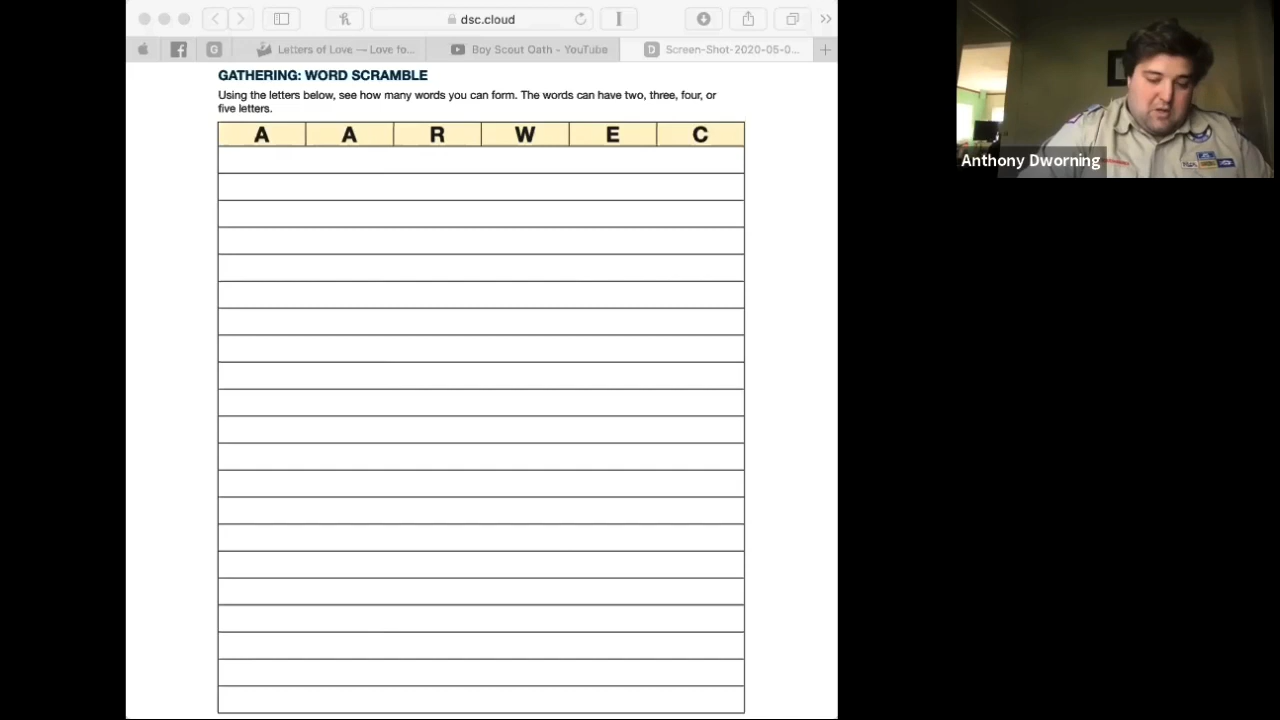 dsc.cloud
G
Letters of Love — Love fo...
Boy Scout Oath - YouTube
D
Screen-Shot-2020-05-0...
GATHERING: WORD SCRAMBLE
Using the letters below, see how many words you can form. The words can have two, three, four, or
five letters.
A A R W E C
Anthony Dworning